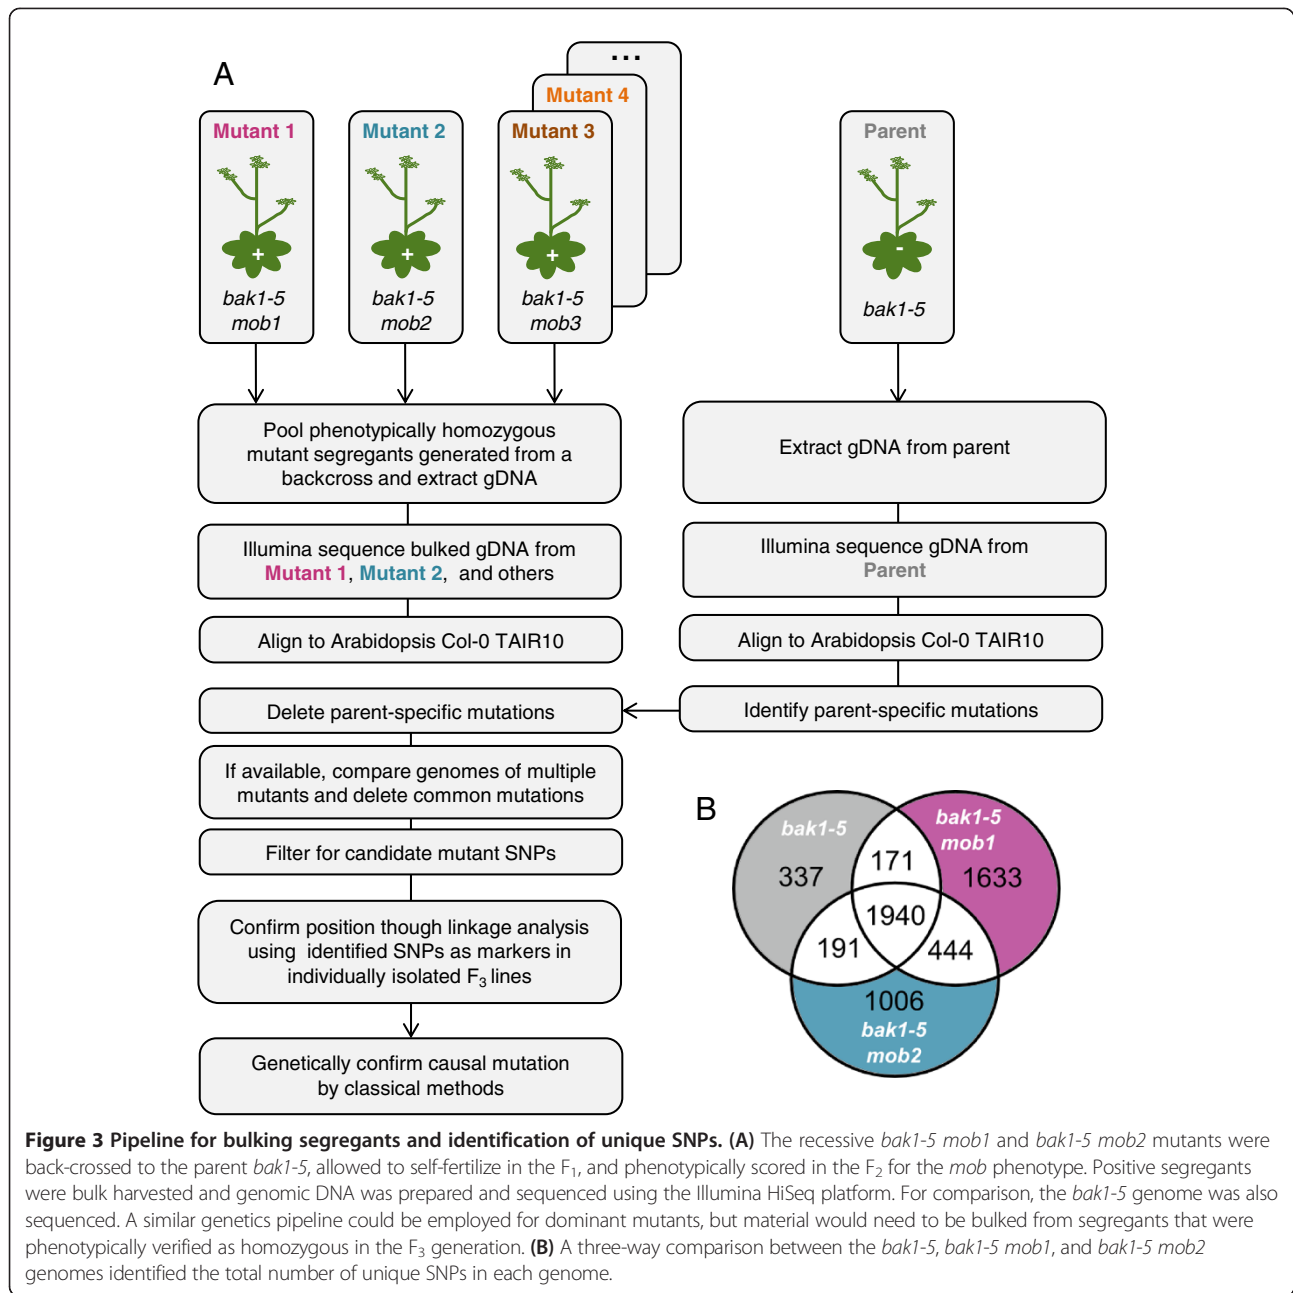 A
...
Mutant 4
Mutant 1
Mutant 2
Mutant 3
Parent
+
+
+
-
bak1-5
mob1
bak1-5
mob2
bak1-5
mob3
bak1-5
Pool phenotypically homozygous
mutant segregants generated from a
backcross and extract gDNA
Extract gDNA from parent
Illumina sequence bulked gDNA from
Mutant 1, Mutant 2, and others
Illumina sequence gDNA from
Parent
Align to Arabidopsis Col-0 TAIR10
Align to Arabidopsis Col-0 TAIR10
Delete parent-specific mutations
Identify parent-specific mutations
If available, compare genomes of multiple
mutants and delete common mutations
Filter for candidate mutant SNPs
Confirm position though linkage analysis
using identified SNPs as markers in
individually isolated F3 lines
Genetically confirm causal mutation
by classical methods
B
bak1-5
337
171
bak1-5
mob1
1633
1940
191
444
1006
bak1-5
mob2
Figure 3 Pipeline for bulking segregants and identification of unique SNPs. (A) The recessive bak1-5 mob1 and bak1-5 mob2 mutants were
back-crossed to the parent bak1-5, allowed to self-fertilize in the F1, and phenotypically scored in the F2 for the mob phenotype. Positive segregants
were bulk harvested and genomic DNA was prepared and sequenced using the Illumina HiSeq platform. For comparison, the bak1-5 genome was also
sequenced. A similar genetics pipeline could be employed for dominant mutants, but material would need to be bulked from segregants that were
phenotypically verified as homozygous in the F3 generation. (B) A three-way comparison between the bak1-5, bak1-5 mob1, and bak1-5 mob2
genomes identified the total number of unique SNPs in each genome.